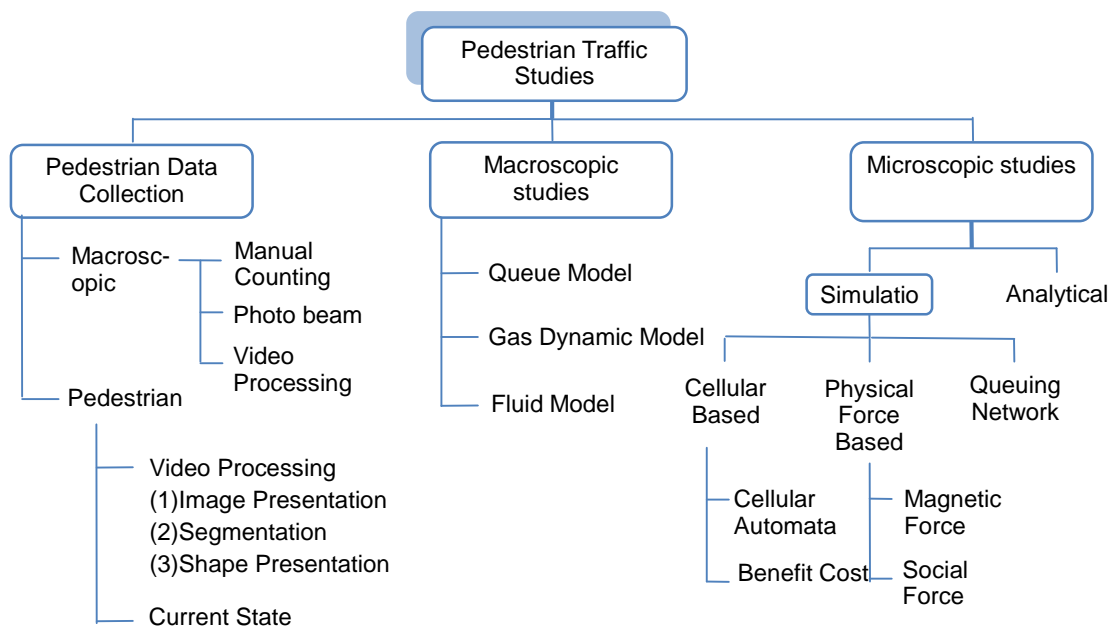 Pedestrian Traffic
Studies
Pedestrian Data
Collection
Macrosc-
opic
Manual
Counting
Photo beam
Video
Processing
Pedestrian
Video Processing
(1)Image Presentation
(2)Segmentation
(3)Shape Presentation
Current State
Macroscopic
studies
Queue Model
Gas Dynamic Model
Fluid Model
Microscopic studies
Simulatio
Analytical
Cellular
Based
Cellular
Automata
Benefit Cost
Physical
Force
Based
Magnetic
Force
Social
Force
Queuing
Network